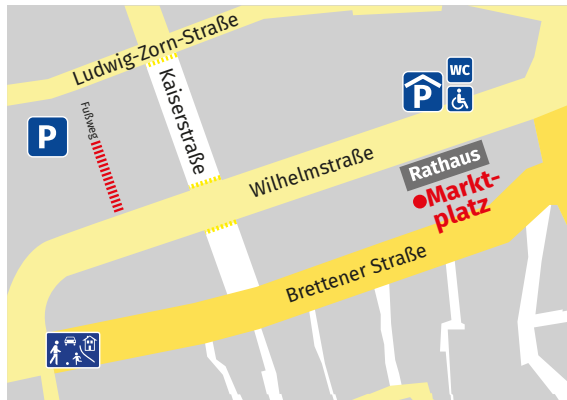 Ludwig-Zorn-Straße
Kaiserstraße
Fußweg
P
P
WC
Wilhelmstraße
Rathaus
Markt-
platz
Brettener Straße